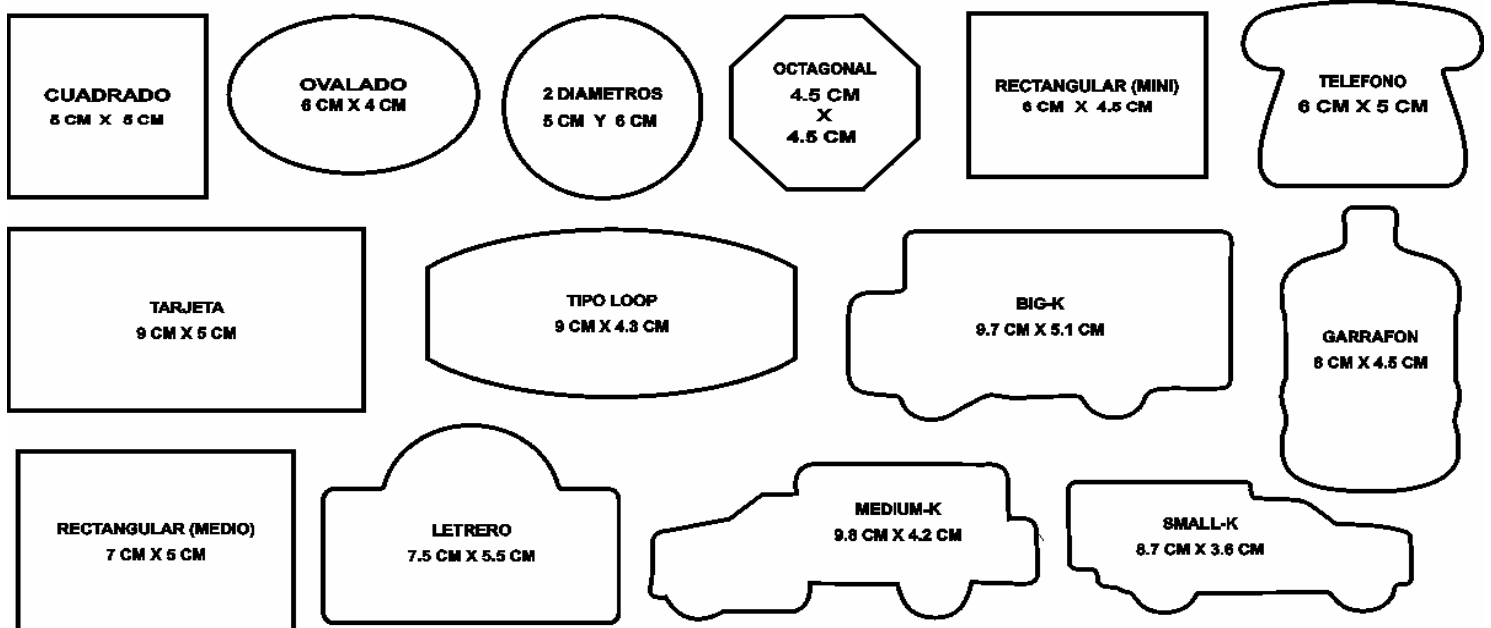 CUADRADO
5 CM X 5 CM
OVALADO
6 CM X 4 CM
2 DIAMETROS
5 CM Y 6 CM
OCTAGONAL
4.5 CM
X
4.5 CM
RECTANGULAR (MINI)
6 CM X 4.5 CM
TELEFONO
6 CM X 5 CM
TARJETA
9 CM X 5 CM
TIPO LOOP
9 CM X 4.3 CM
BIG-K
9.7 CM X 5.1 CM
GARRAFON
8 CM X 4.5 CM
RECTANGULAR (MEDIO)
7 CM X 5 CM
LETRERO
7.5 CM X 5.5 CM
MEDIUM-K
9.8 CM X 4.2 CM
SMALL-K
8.7 CM X 3.6 CM